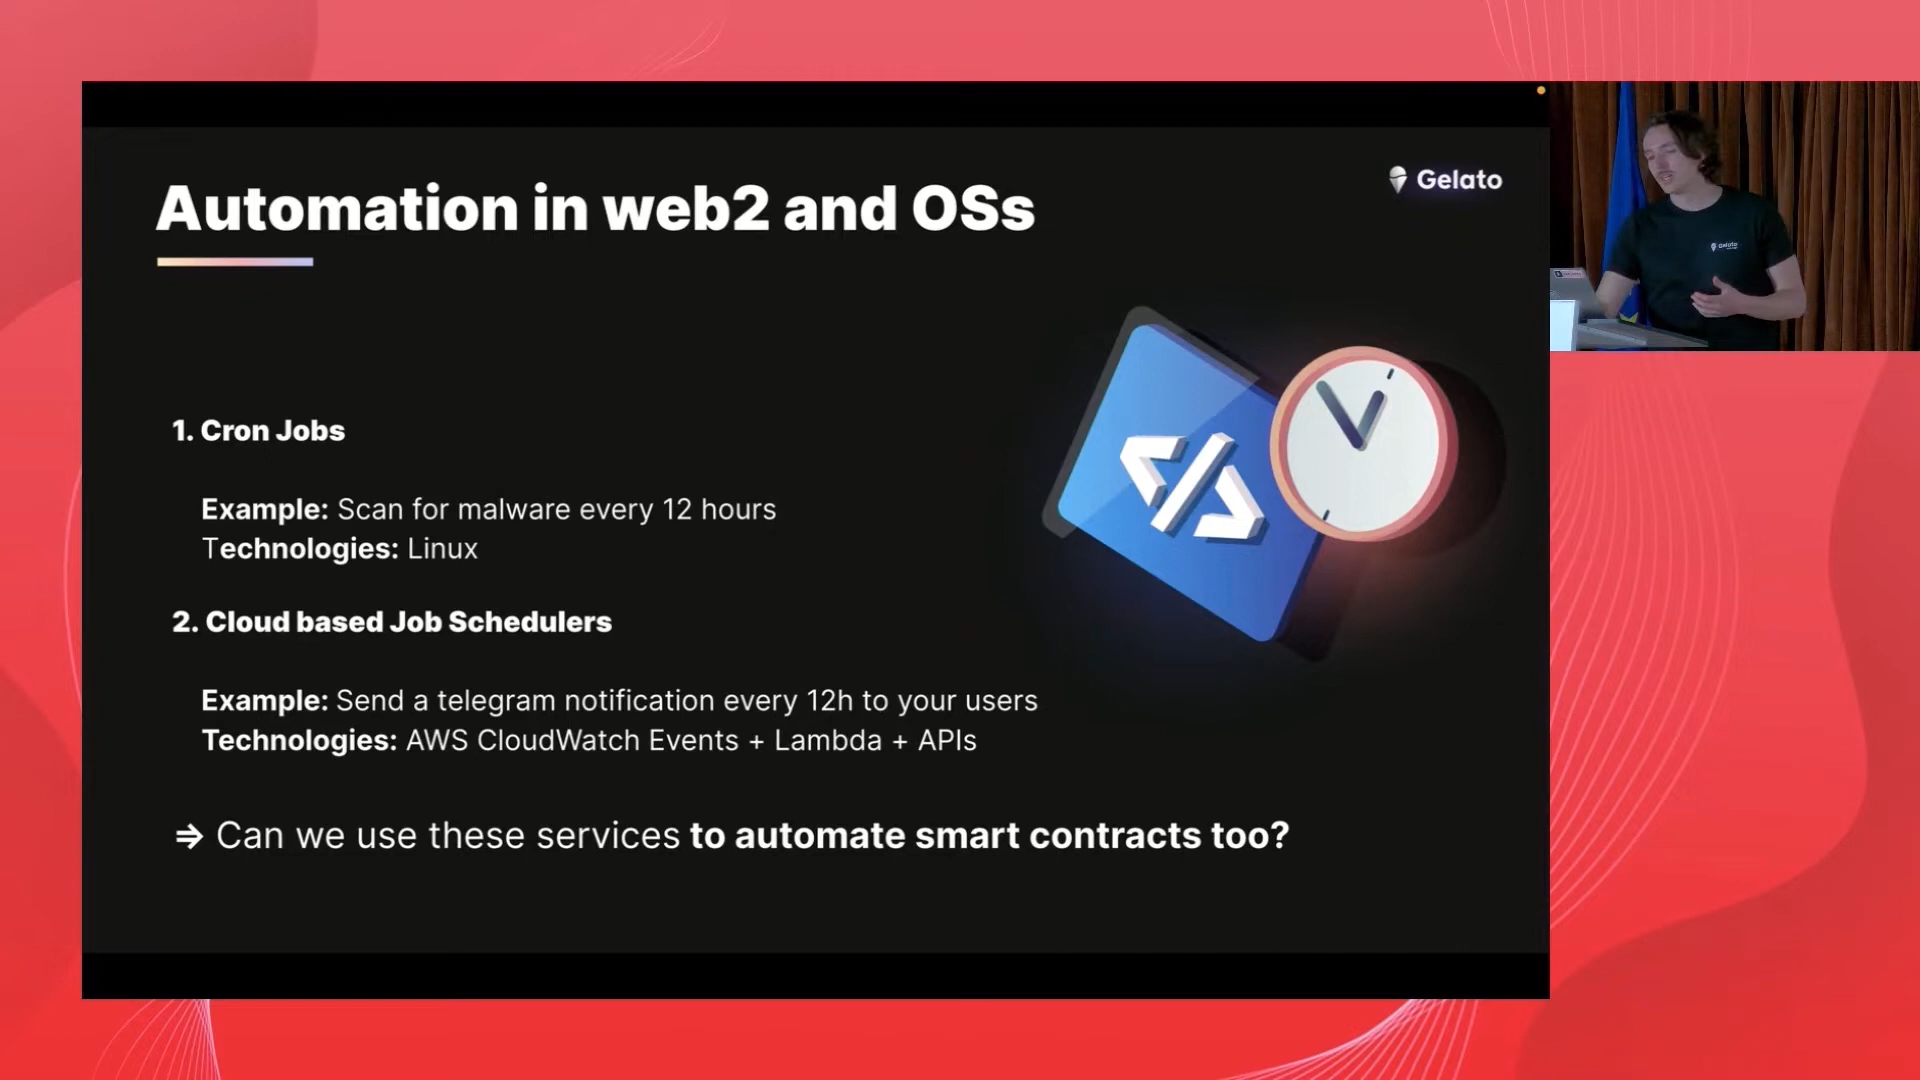 Automation in web2 and OSs
Gelato
Gelato
1. Cron Jobs
Example: Scan for malware every 12 hours
Technologies: Linux
2. Cloud based Job Schedulers
Example: Send a telegram notification every 12h to your users
Technologies: AWS CloudWatch Events + Lambda + APIs
⇒ Can we use these services to automate smart contracts too?